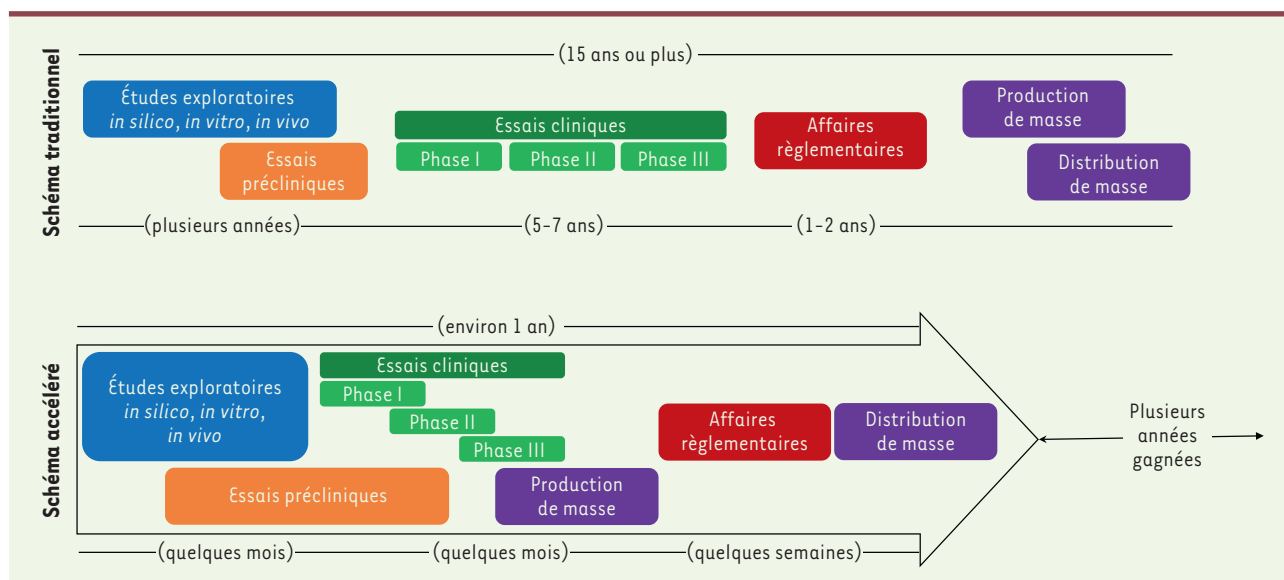 Schéma traditionnel
(15 ans ou plus)
Études exploratoires
in silico, in vitro, in vivo
Essais
précliniques
Essais cliniques
Phase I
Phase II
Phase III
Affaires
règlementaires
Production
de masse
Distribution
de masse
(plusieurs années)
(5-7 ans)
(1-2 ans)
Schéma accéléré
(environ 1 an)
Études exploratoires
in silico, in vitro,
in vivo
Essais précliniques
Essais cliniques
Phase I
Phase II
Phase III
Production
de masse
Affaires
règlementaires
Distribution
de masse
Plusieurs
années
gagnées
(quelques mois)
(quelques mois)
(quelques semaines)